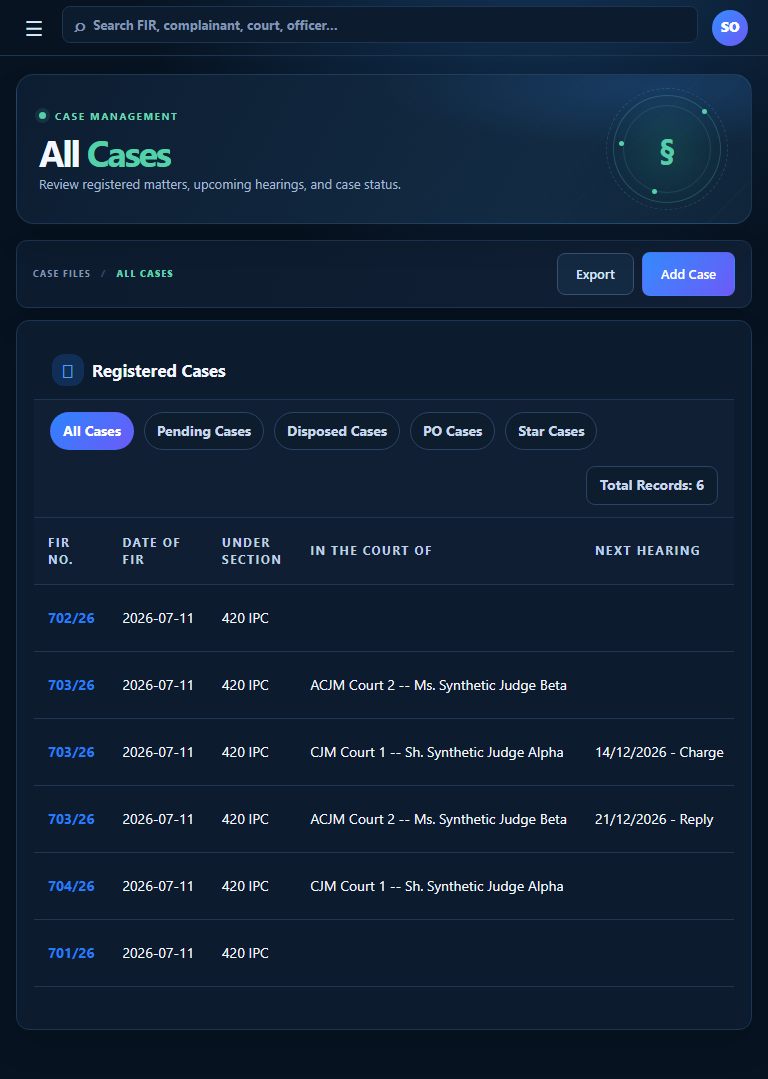 ☰
Search FIR, complainant, court, officer...
SO
CASE MANAGEMENT
All Cases
Review registered matters, upcoming hearings, and case status.
§
CASE FILES / ALL CASES
Export
Add Case
Registered Cases
All Cases
Pending Cases
Disposed Cases
PO Cases
Star Cases
Total Records: 6
FIR NO. DATE OF FIR UNDER SECTION IN THE COURT OF NEXT HEARING
702/26 2026-07-11 420 IPC
703/26 2026-07-11 420 IPC ACJM Court 2 -- Ms. Synthetic Judge Beta
703/26 2026-07-11 420 IPC CJM Court 1 -- Sh. Synthetic Judge Alpha 14/12/2026 - Charge
703/26 2026-07-11 420 IPC ACJM Court 2 -- Ms. Synthetic Judge Beta 21/12/2026 - Reply
704/26 2026-07-11 420 IPC CJM Court 1 -- Sh. Synthetic Judge Alpha
701/26 2026-07-11 420 IPC